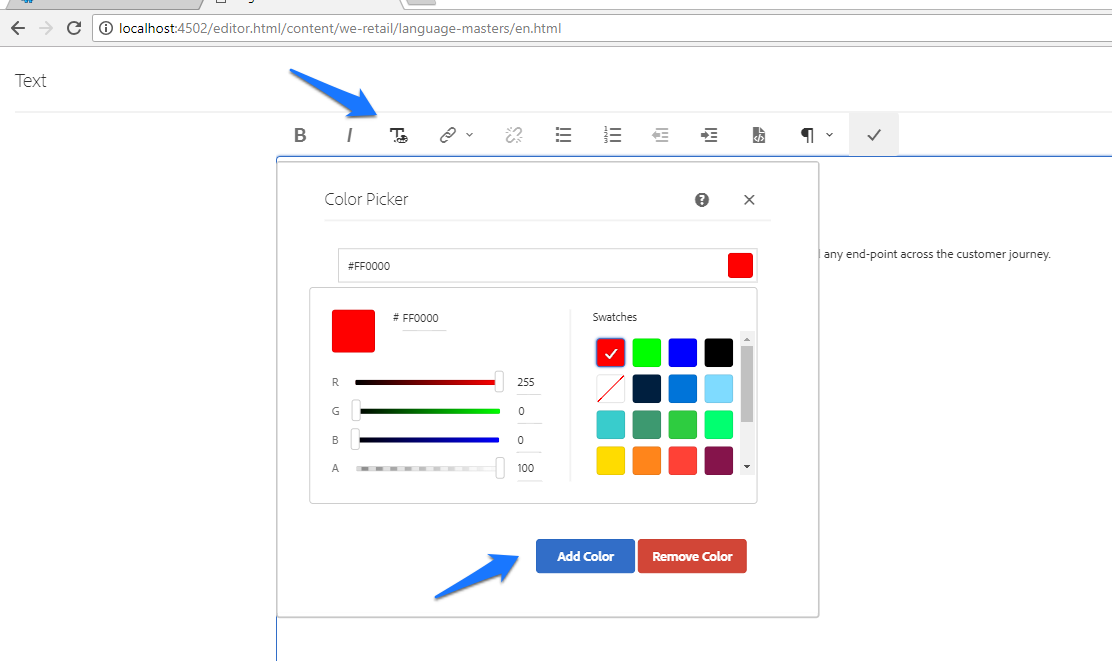 localhost:4502/editor.html/content/we-retail/language-masters/en.html
Text
B I
Color Picker
#FF0000
any end-point across the customer journey.
# FF0000
Swatches
R 255
G 0
B 0
A 100
Add Color Remove Color